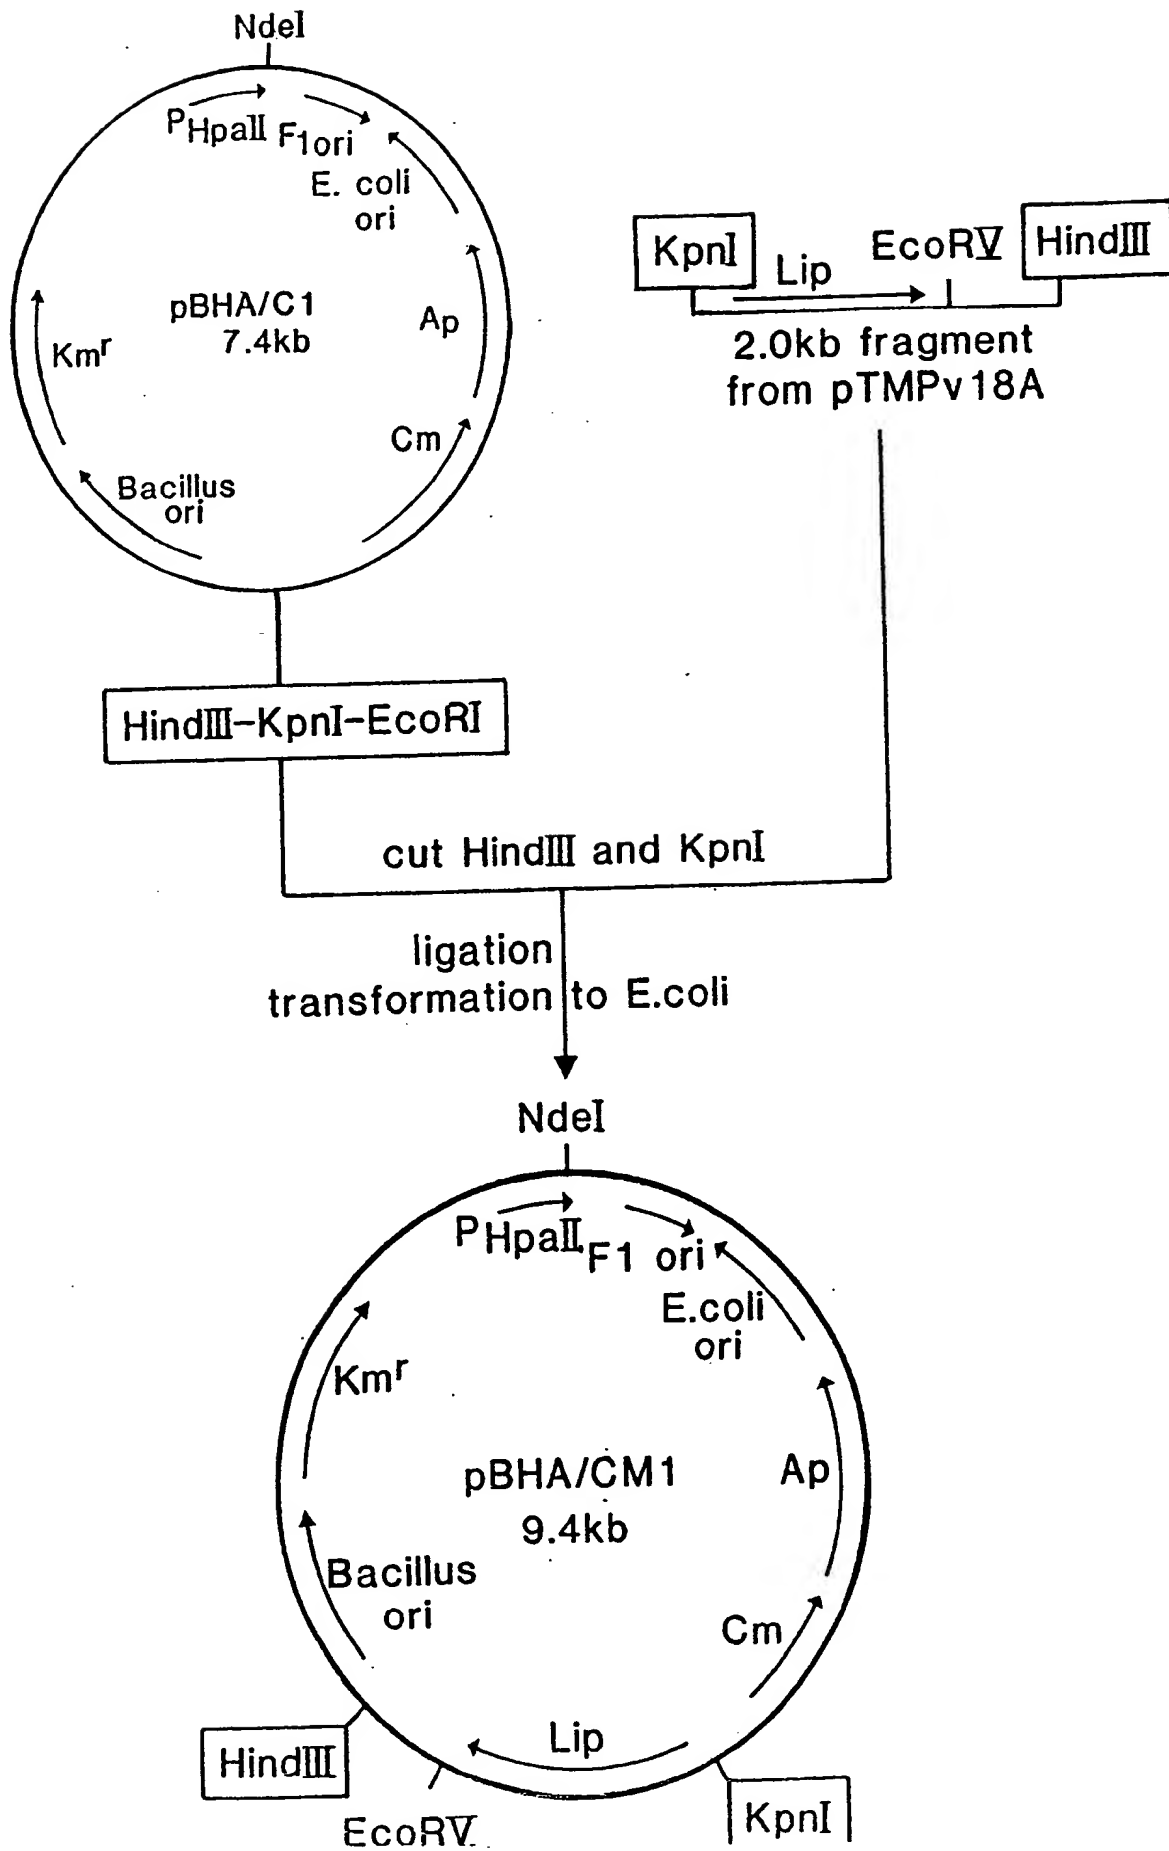 NdeI
PHpaII
F1ori
E. coli
ori
pBHA/C1
7.4kb
Ap
Kmr
Cm
Bacillus
ori
KpnI
Lip
EcoRV
HindIII
2.0kb fragment
from pTMPv18A
HindIII-KpnI-EcoRI
cut HindIII and KpnI
ligation
transformation to E.coli
NdeI
PHpaII
F1 ori
E.coli
ori
Kmr
pBHA/CM1
9.4kb
Ap
Bacillus
ori
Cm
Lip
HindIII
EcoRV
KpnI